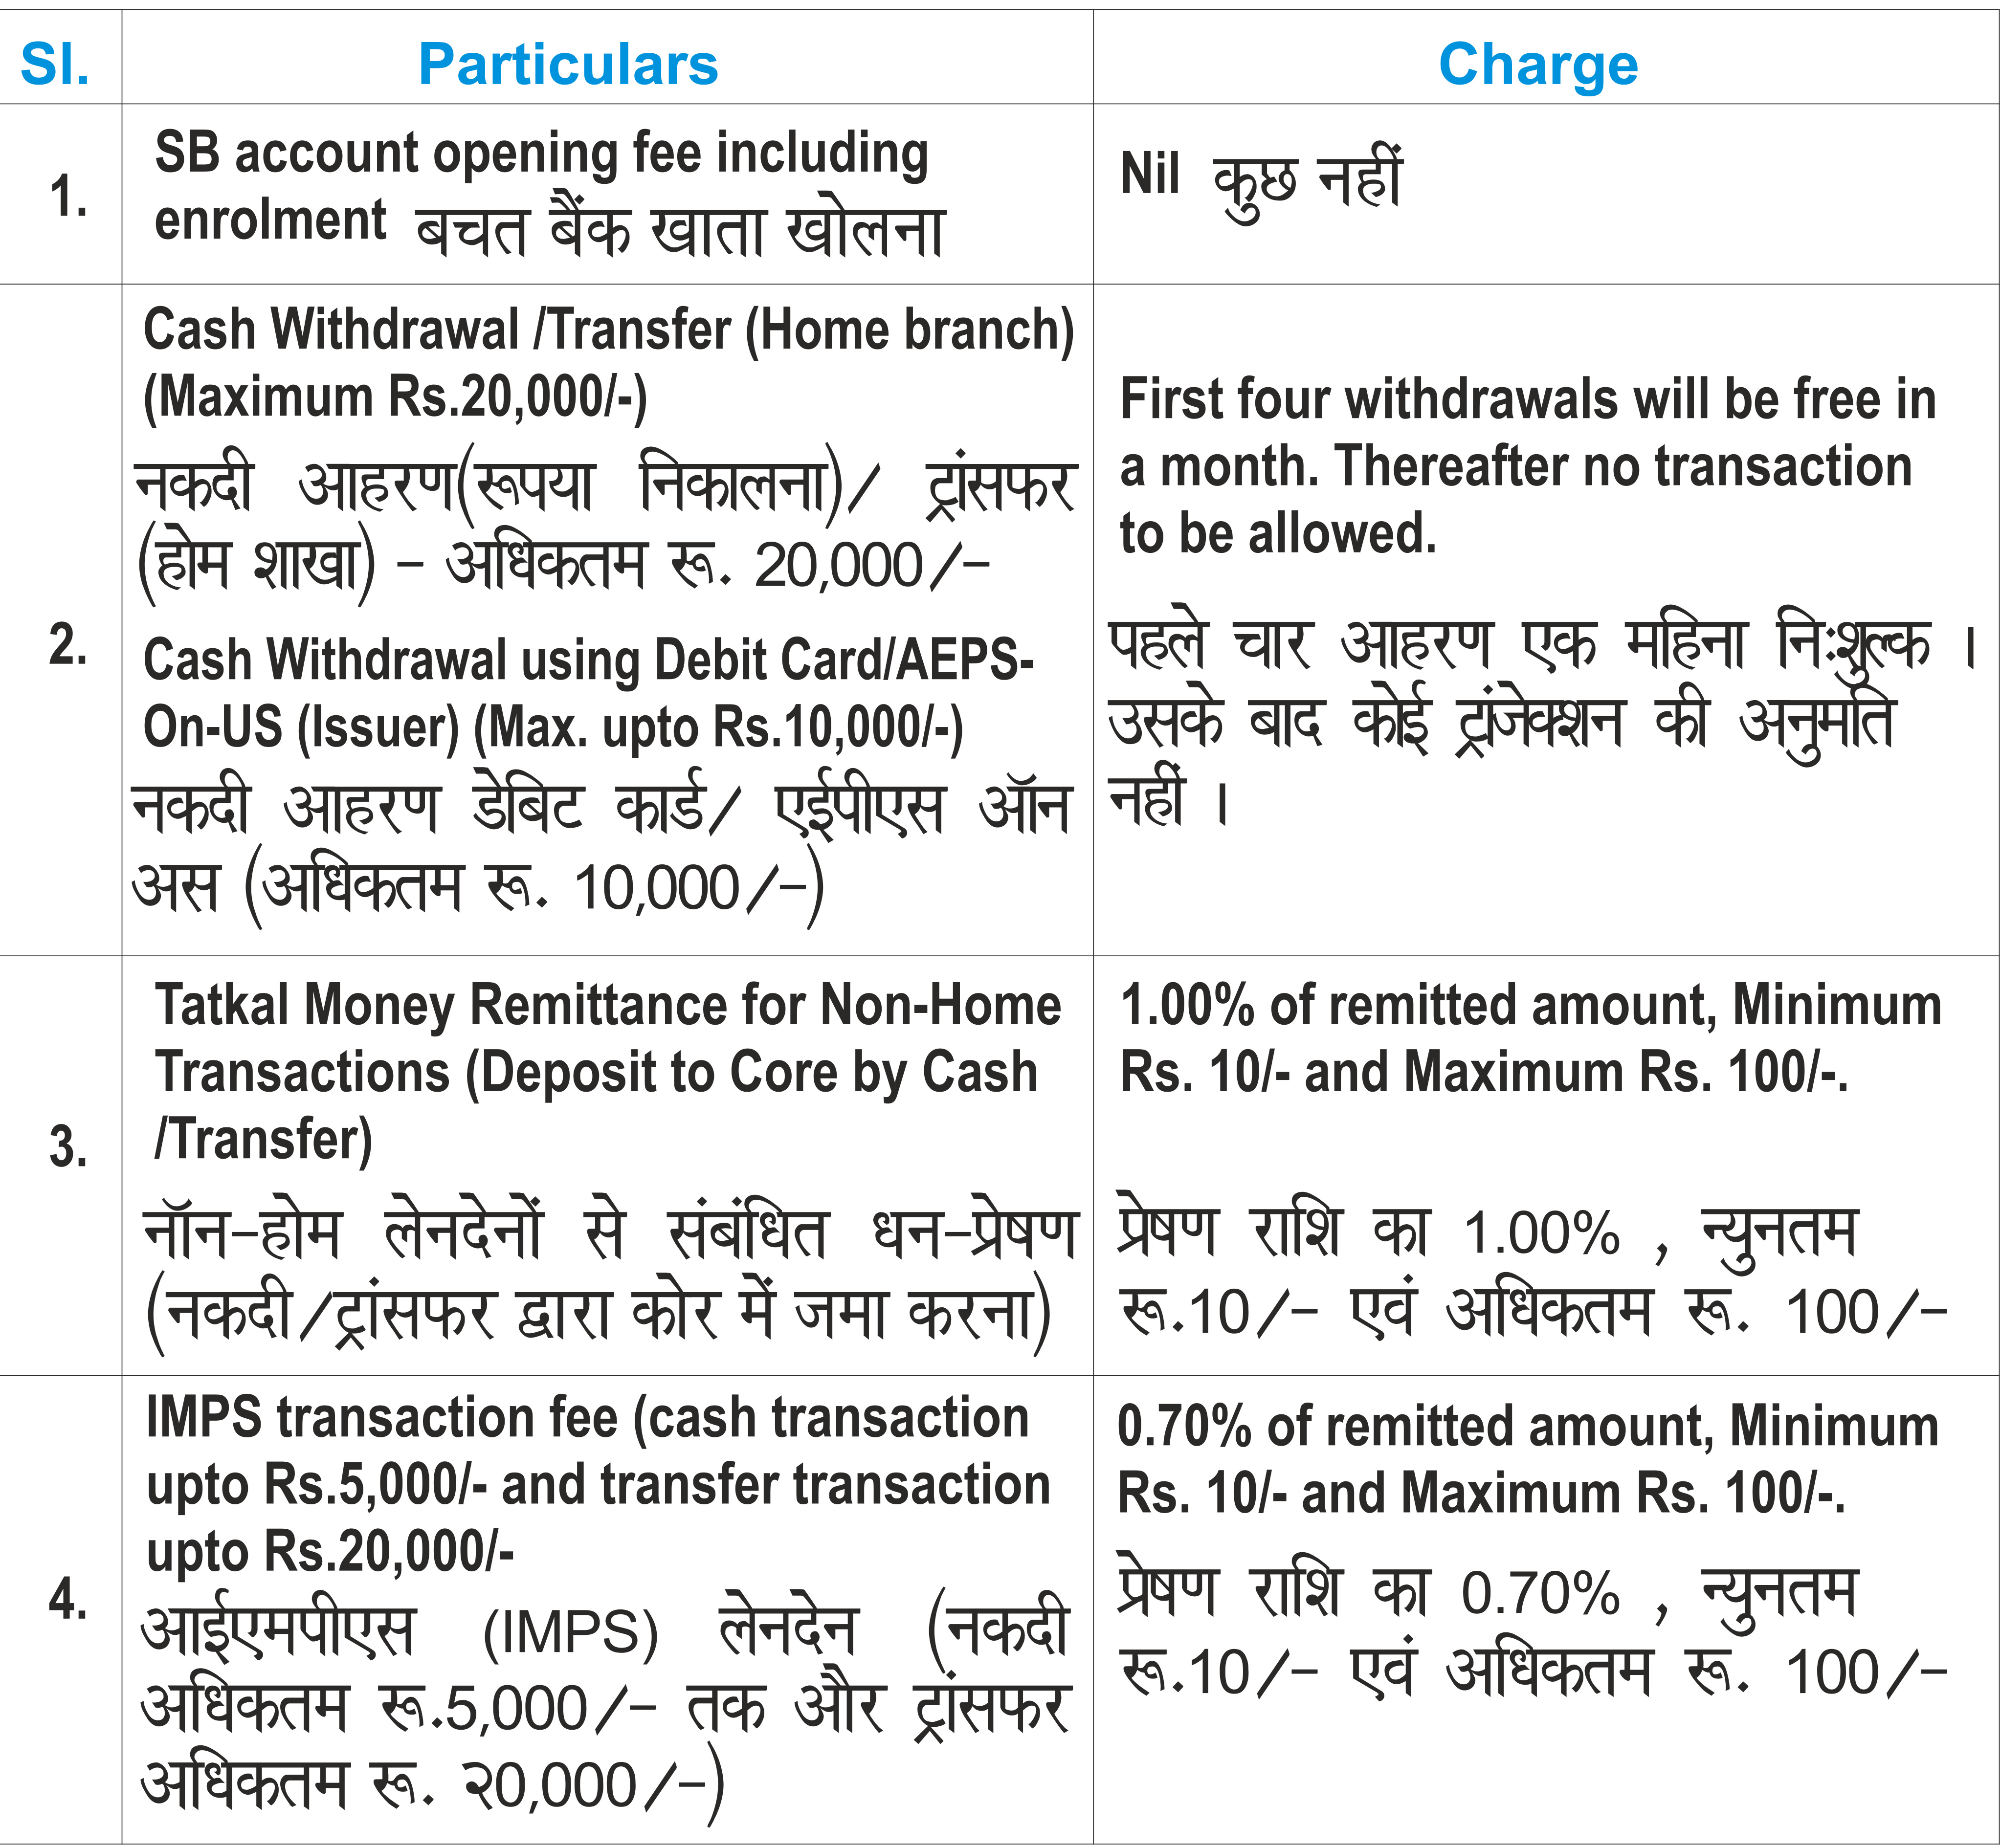 Sl. Particulars Charge
1.
SB account opening fee including
enrolment बचत बैंक खाता खोलना
Nil कुछ नहीं
2.
Cash Withdrawal /Transfer (Home branch)
(Maximum Rs.20,000/-)
नकदी आहरण(रूपया निकालना)/ ट्रांसफर
(होम शाखा) - अधिकतम रू. 20,000/-
Cash Withdrawal using Debit Card/AEPS-
On-US (Issuer) (Max. upto Rs.10,000/-)
नकदी आहरण डेबिट कार्ड/ एईपीएस ऑन
अस (अधिकतम रू. 10,000/-)
First four withdrawals will be free in
a month. Thereafter no transaction
to be allowed.
पहले चार आहरण एक महिना निःशुल्क ।
उसके बाद कोई ट्रांजेक्शन की अनुमति
नहीं ।
3.
Tatkal Money Remittance for Non-Home
Transactions (Deposit to Core by Cash
/Transfer)
नॉन-होम लेनदेनों से संबंधित धन-प्रेषण
(नकदी/ट्रांसफर द्वारा कोर में जमा करना)
1.00% of remitted amount, Minimum
Rs. 10/- and Maximum Rs. 100/-.
प्रेषण राशि का 1.00% , न्युनतम
रू.10/- एवं अधिकतम रू. 100/-
4.
IMPS transaction fee (cash transaction
upto Rs.5,000/- and transfer transaction
upto Rs.20,000/-
आईएमपीएस (IMPS) लेनदेन (नकदी
अधिकतम रू.5,000/- तक और ट्रांसफर
अधिकतम रू. २0,000/-)
0.70% of remitted amount, Minimum
Rs. 10/- and Maximum Rs. 100/-.
प्रेषण राशि का 0.70% , न्युनतम
रू.10/- एवं अधिकतम रू. 100/-